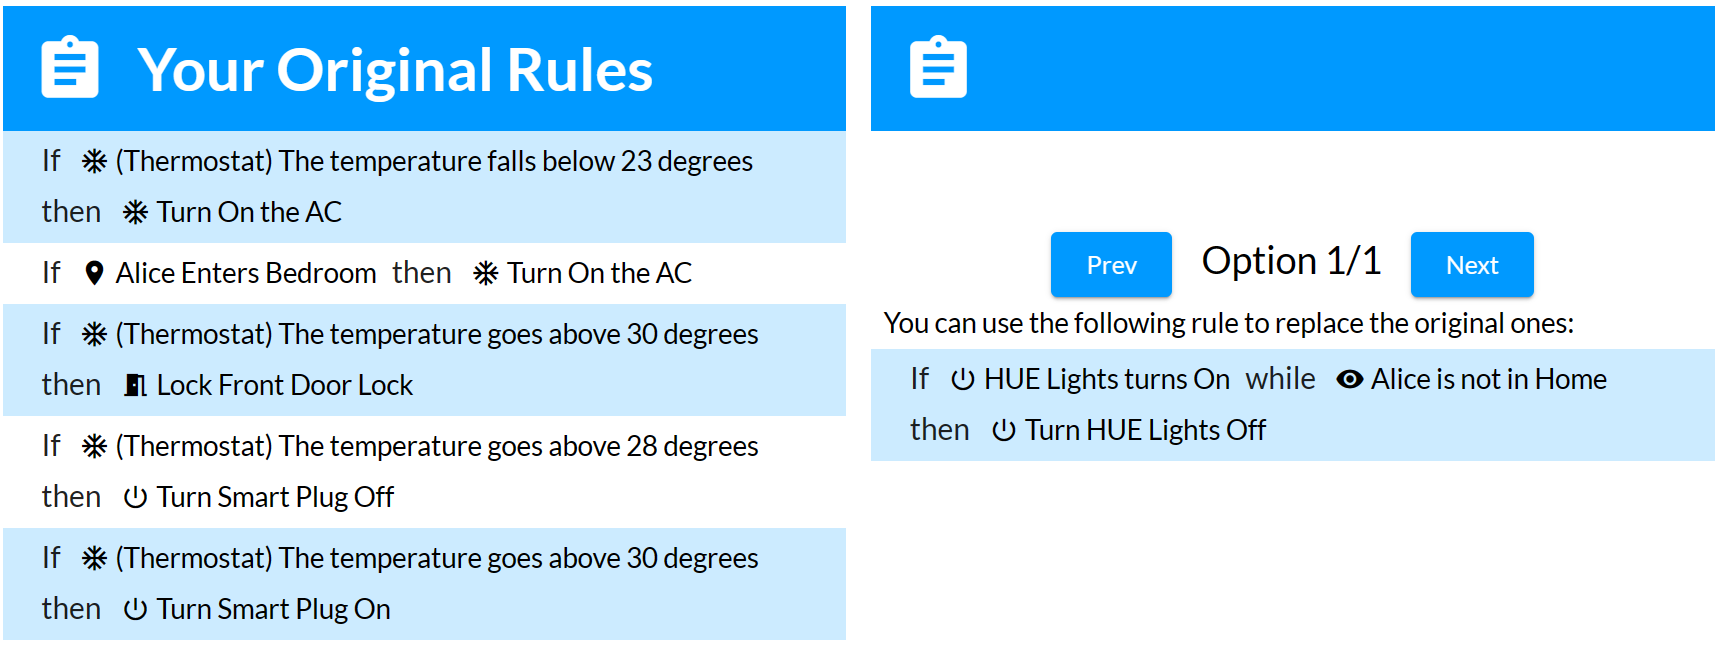 Your Original Rules
If (Thermostat) The temperature falls below 23 degrees
then Turn On the AC
If Alice Enters Bedroom then Turn On the AC
If (Thermostat) The temperature goes above 30 degrees
then Lock Front Door Lock
If (Thermostat) The temperature goes above 28 degrees
then Turn Smart Plug Off
If (Thermostat) The temperature goes above 30 degrees
then Turn Smart Plug On
Prev Option 1/1 Next
You can use the following rule to replace the original ones:
If HUE Lights turns On while Alice is not in Home
then Turn HUE Lights Off